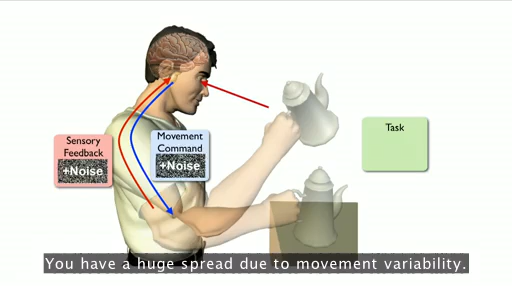 Sensory
Feedback
+Noise
Movement
Command
+Noise
Task
You have a huge spread due to movement variability.